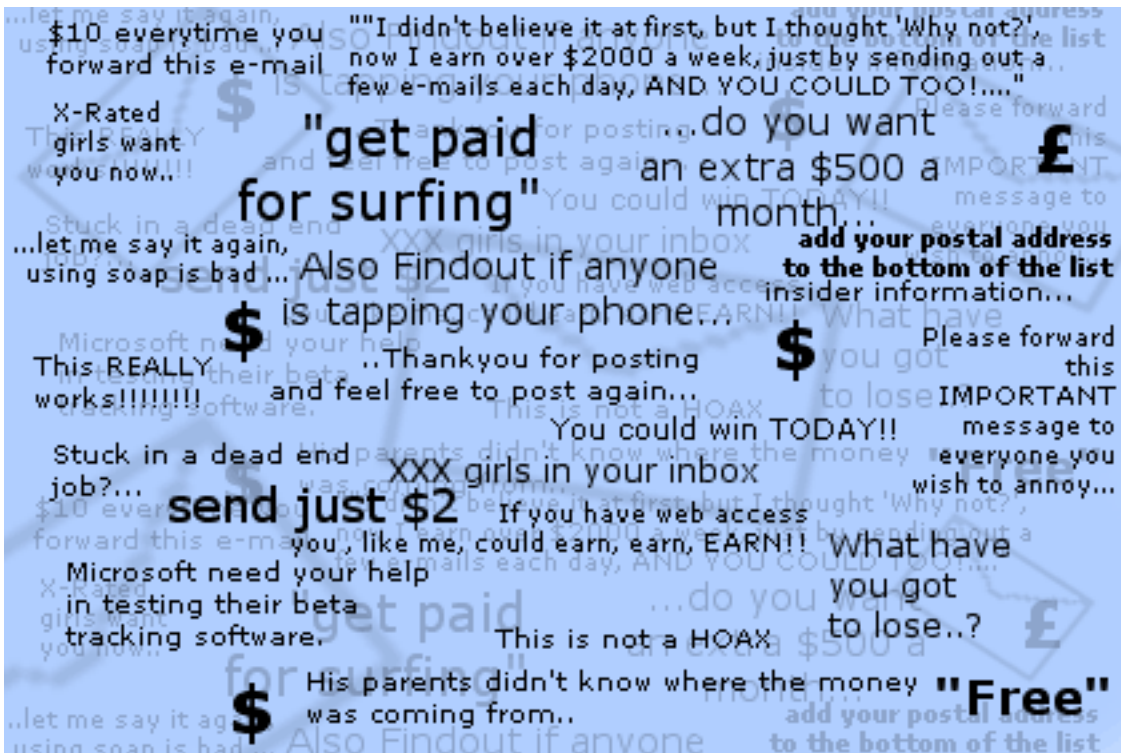 $10 everytime you
forward this e-mail
""I didn't believe it at first, but I thought 'Why not?',
now I earn over $2000 a week, just by sending out a
few e-mails each day, AND YOU COULD TOO!...."
X-Rated
girls want
you now..
$
"get paid
for surfing"
...do you want
an extra $500 a
month...
£
add your postal address
to the bottom of the list
...let me say it again,
using soap is bad...
Also Findout if anyone
is tapping your phone...
insider information...
$
$
This REALLY
works!!!!!!!!!
..Thankyou for posting
and feel free to post again...
Please forward
this
IMPORTANT
message to
everyone you
wish to annoy...
You could win TODAY!!
Stuck in a dead end
job?...
XXX girls in your inbox
send just $2
If you have web access
you , like me, could earn, earn, EARN!!
What have
you got
to lose..?
Microsoft need your help
in testing their beta
tracking software.
This is not a HOAX
£
His parents didn't know where the money
was coming from..
$
"Free"